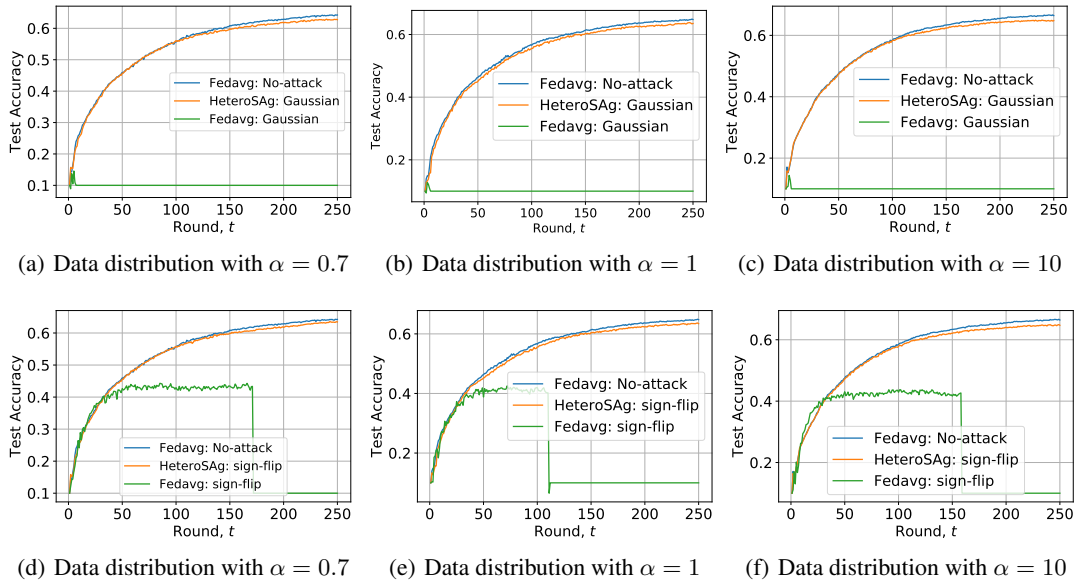 0.6
0.5
0.4
0.3
0.2
0.1
Test Accuracy
Fedavg: No-attack
HeteroSAg: Gaussian
Fedavg: Gaussian
0 50 100 150 200 250
Round, t
(a) Data distribution with α = 0.7
0.6
0.4
0.2
Test Accuracy
Fedavg: No-attack
HeteroSAg: Gaussian
Fedavg: Gaussian
0 50 100 150 200 250
Round, t
(b) Data distribution with α = 1
0.6
0.4
0.2
Test Accuracy
Fedavg: No-attack
HeteroSAg: Gaussian
Fedavg: Gaussian
0 50 100 150 200 250
Round, t
(c) Data distribution with α = 10
0.6
0.5
0.4
0.3
0.2
0.1
Test Accuracy
Fedavg: No-attack
HeteroSAg: sign-flip
Fedavg: sign-flip
0 50 100 150 200 250
Round, t
(d) Data distribution with α = 0.7
0.6
0.4
0.2
Test Accuracy
Fedavg: No-attack
HeteroSAg: sign-flip
Fedavg: sign-flip
0 50 100 150 200 250
Round, t
(e) Data distribution with α = 1
0.6
0.4
0.2
Test Accuracy
Fedavg: No-attack
HeteroSAg: sign-flip
Fedavg: sign-flip
0 50 100 150 200 250
Round, t
(f) Data distribution with α = 10